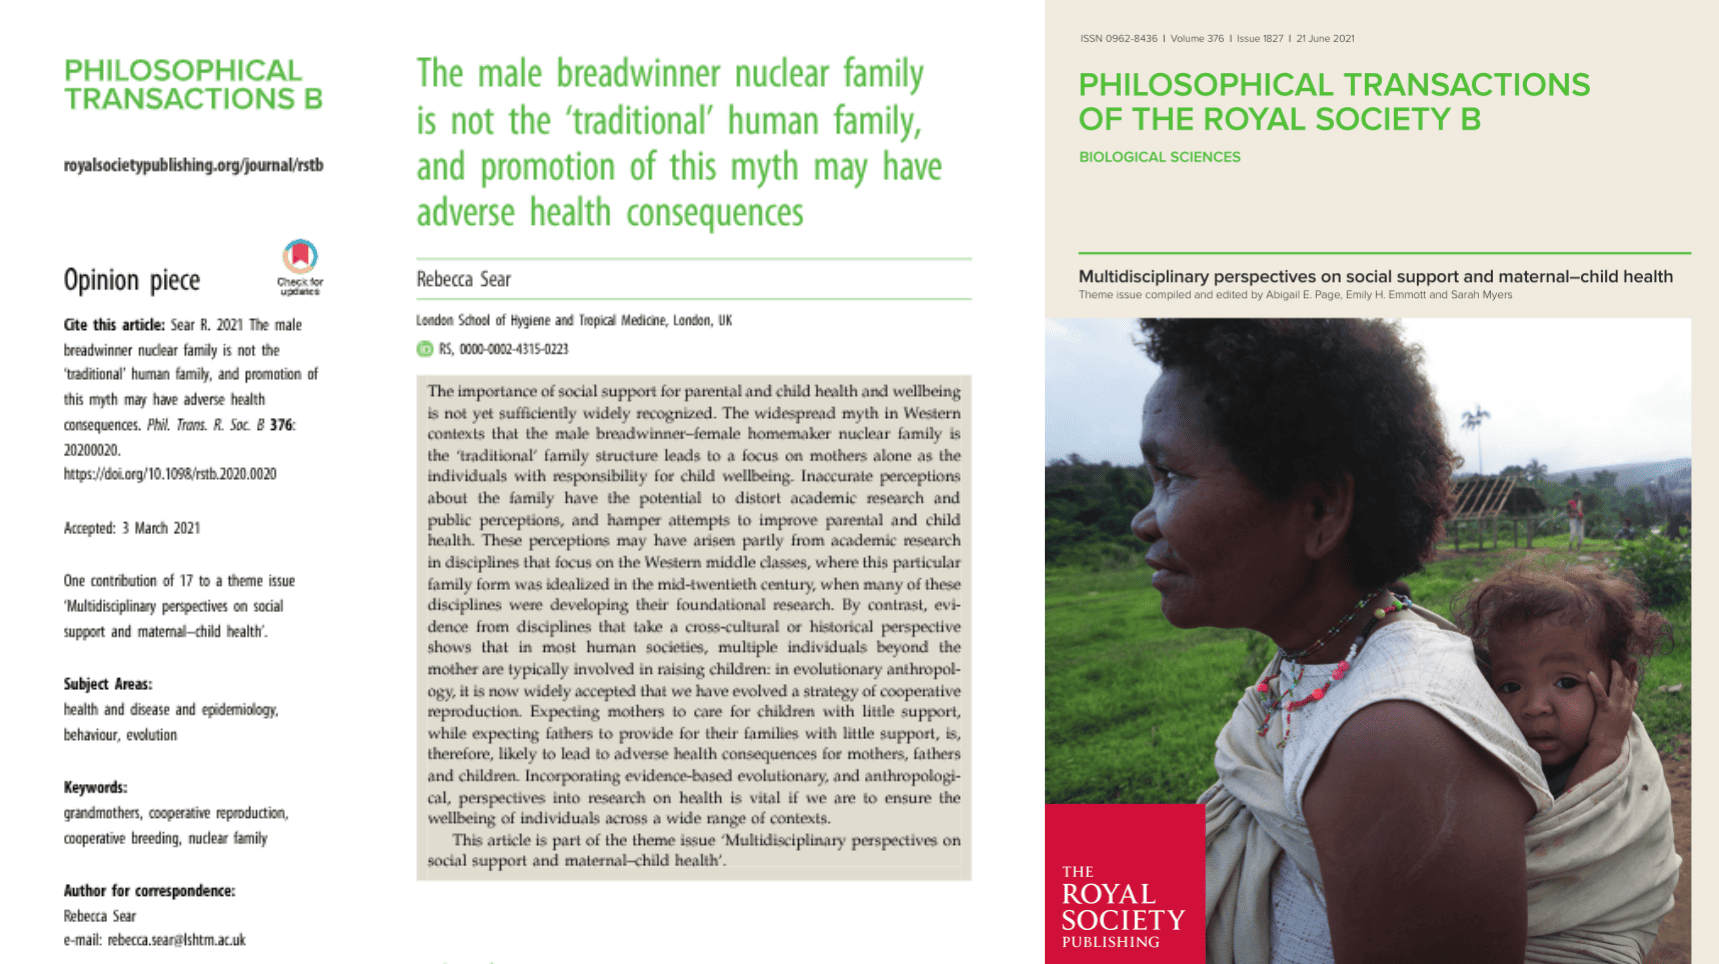 PHILOSOPHICAL
TRANSACTIONS B
royalsocietypublishing.org/journal/rstb
Opinion piece
Check for
updates
Cite this article: Sear R. 2021 The male
breadwinner nuclear family is not the
‘traditional’ human family, and promotion of
this myth may have adverse health
consequences. Phil. Trans. R. Soc. B 376:
20200020.
https://doi.org/10.1098/rstb.2020.0020
Accepted: 3 March 2021
One contribution of 17 to a theme issue
‘Multidisciplinary perspectives on social
support and maternal–child health’.
Subject Areas:
health and disease and epidemiology,
behaviour, evolution
Keywords:
grandmothers, cooperative reproduction,
cooperative breeding, nuclear family
Author for correspondence:
Rebecca Sear
e-mail: rebecca.sear@lshtm.ac.uk
The male breadwinner nuclear family
is not the ‘traditional’ human family,
and promotion of this myth may have
adverse health consequences
Rebecca Sear
London School of Hygiene and Tropical Medicine, London, UK
iD RS, 0000-0002-4315-0223
The importance of social support for parental and child health and wellbeing
is not yet sufficiently widely recognized. The widespread myth in Western
contexts that the male breadwinner–female homemaker nuclear family is
the ‘traditional’ family structure leads to a focus on mothers alone as the
individuals with responsibility for child wellbeing. Inaccurate perceptions
about the family have the potential to distort academic research and
public perceptions, and hamper attempts to improve parental and child
health. These perceptions may have arisen partly from academic research
in disciplines that focus on the Western middle classes, where this particular
family form was idealized in the mid-twentieth century, when many of these
disciplines were developing their foundational research. By contrast, evi-
dence from disciplines that take a cross-cultural or historical perspective
shows that in most human societies, multiple individuals beyond the
mother are typically involved in raising children: in evolutionary anthropol-
ogy, it is now widely accepted that we have evolved a strategy of cooperative
reproduction. Expecting mothers to care for children with little support,
while expecting fathers to provide for their families with little support, is,
therefore, likely to lead to adverse health consequences for mothers, fathers
and children. Incorporating evidence-based evolutionary, and anthropologi-
cal, perspectives into research on health is vital if we are to ensure the
wellbeing of individuals across a wide range of contexts.
This article is part of the theme issue ‘Multidisciplinary perspectives on
social support and maternal–child health’.
ISSN 0962-8436 | Volume 376 | Issue 1827 | 21 June 2021
PHILOSOPHICAL TRANSACTIONS
OF THE ROYAL SOCIETY B
BIOLOGICAL SCIENCES
Multidisciplinary perspectives on social support and maternal–child health
Theme issue compiled and edited by Abigail E. Page, Emily H. Emmott and Sarah Myers
THE
ROYAL
SOCIETY
PUBLISHING